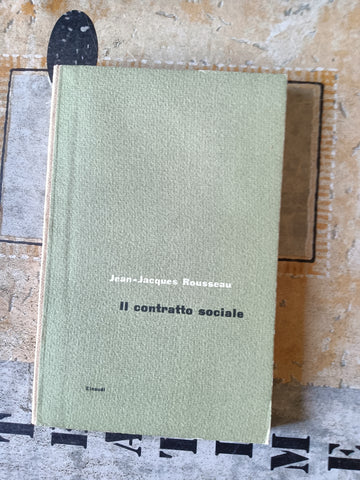 Jean-Jacques Rousseau
Il contratto sociale
Einaudi